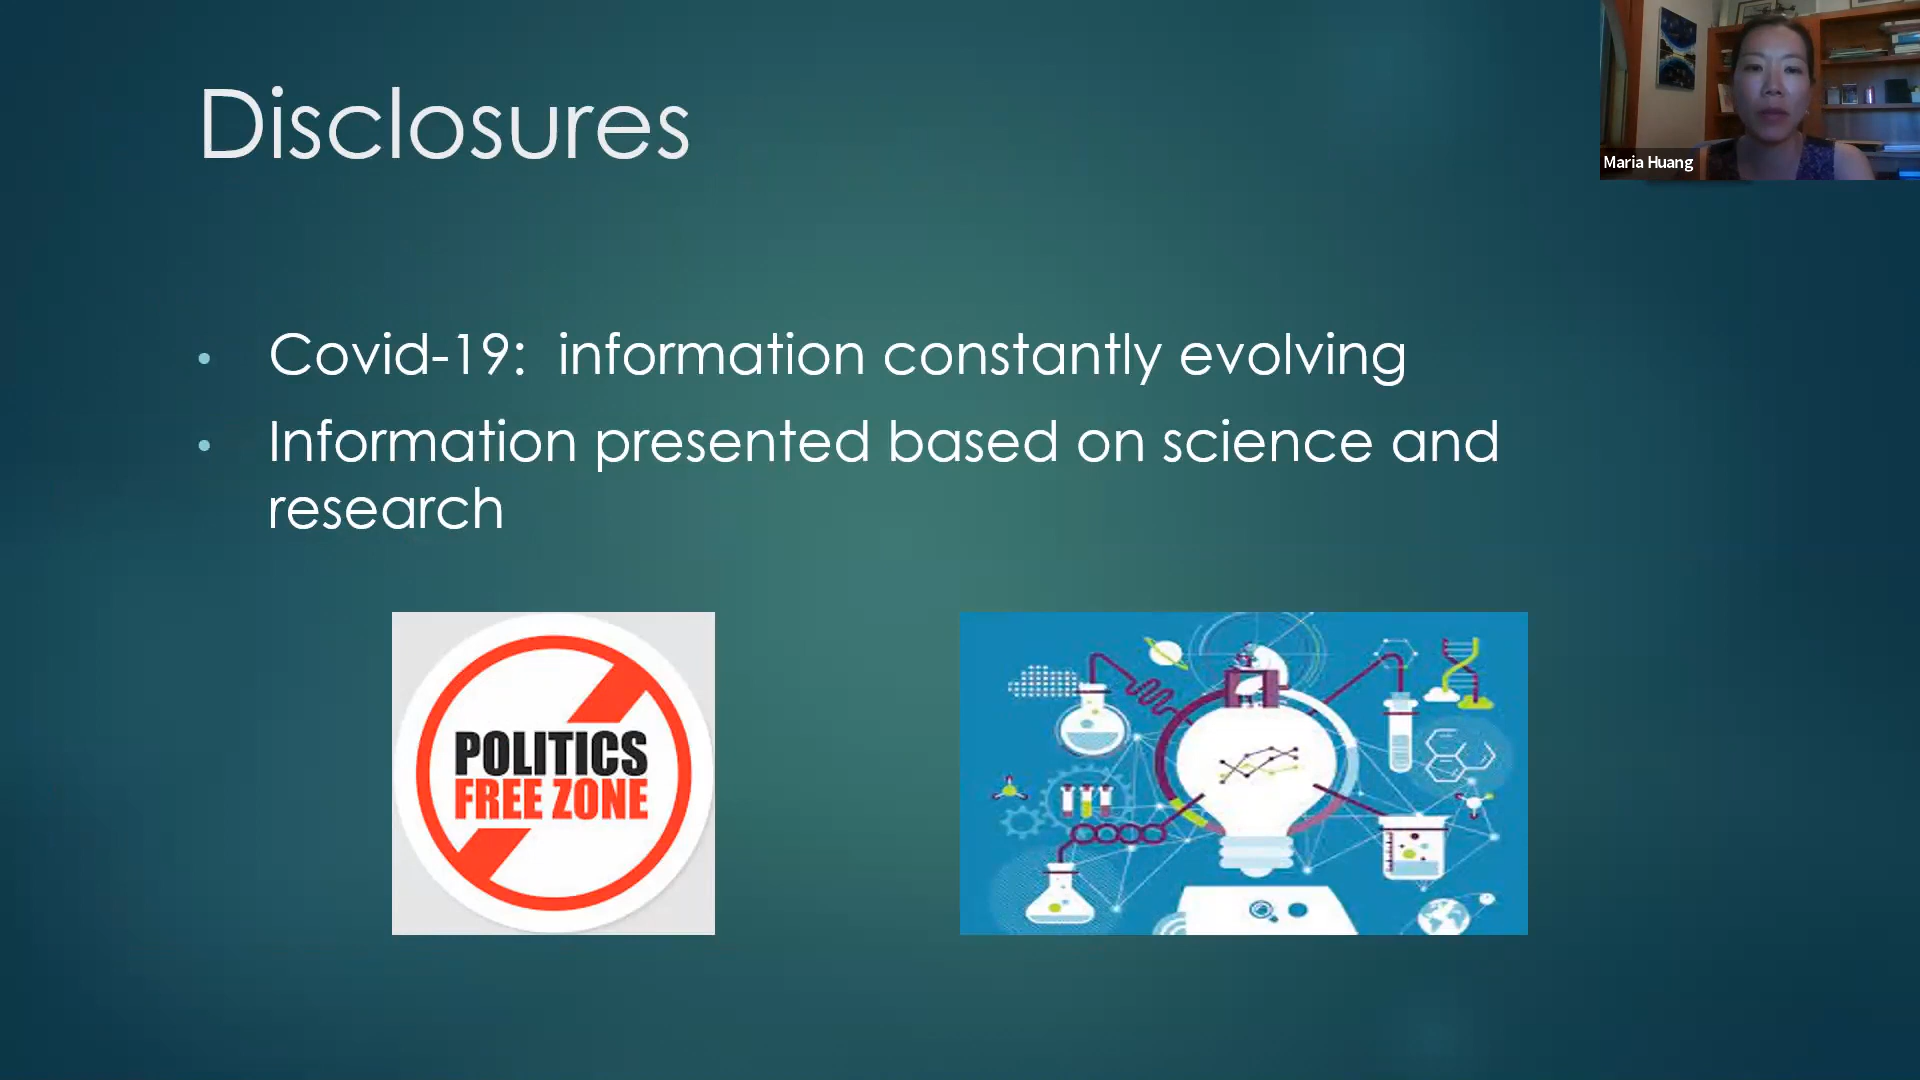 Disclosures
Maria Huang
• Covid-19: information constantly evolving
• Information presented based on science and
research
POLITICS
FREE ZONE